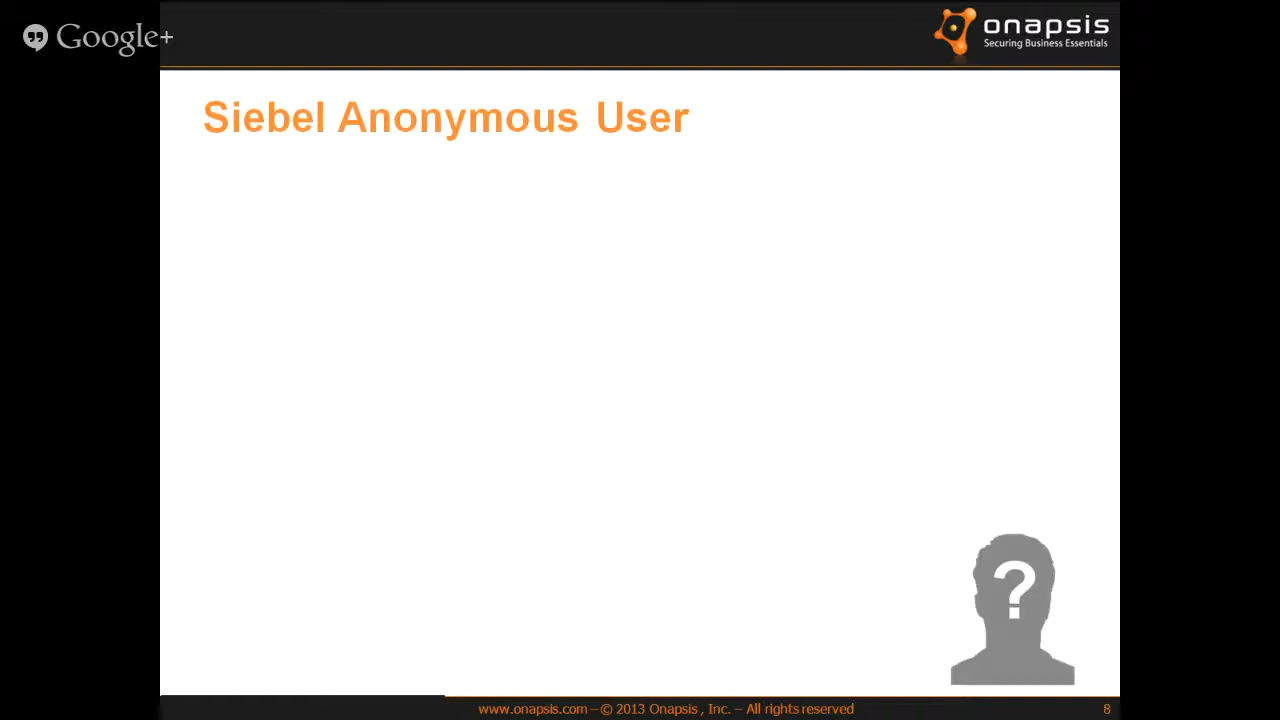 Google+
onapsis
Securing Business Essentials
Siebel Anonymous User
?
www.onapsis.com – © 2013 Onapsis , Inc. – All rights reserved
8